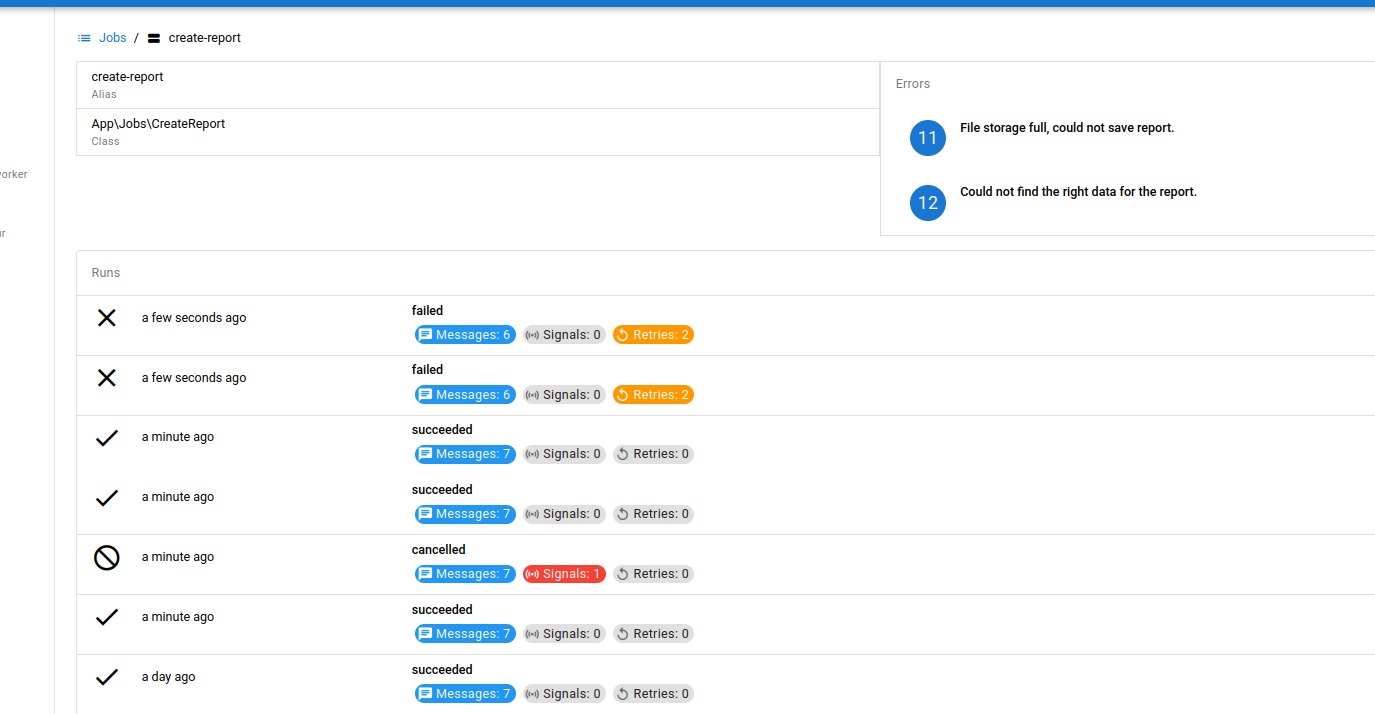 Jobs / create-report
create-report
Alias
App\Jobs\CreateReport
Class
Errors
11 File storage full, could not save report.
12 Could not find the right data for the report.
Runs
a few seconds ago
failed
Messages: 6 Signals: 0 Retries: 2
a few seconds ago
failed
Messages: 6 Signals: 0 Retries: 2
a minute ago
succeeded
Messages: 7 Signals: 0 Retries: 0
a minute ago
succeeded
Messages: 7 Signals: 0 Retries: 0
a minute ago
cancelled
Messages: 7 Signals: 1 Retries: 0
a minute ago
succeeded
Messages: 7 Signals: 0 Retries: 0
a day ago
succeeded
Messages: 7 Signals: 0 Retries: 0